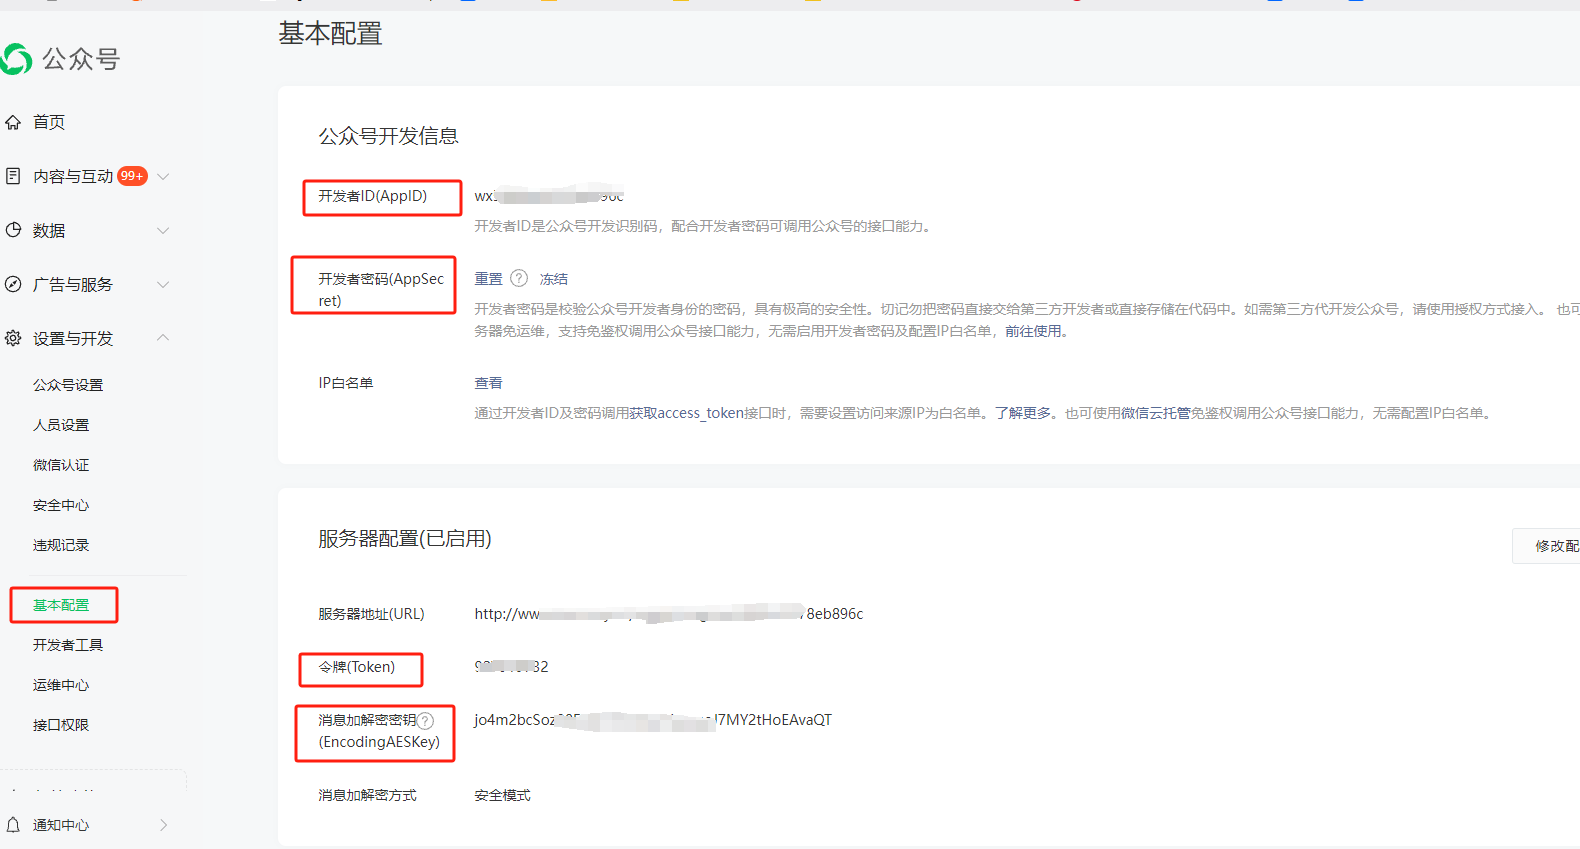 基本配置
公众号
首页
内容与互动 99+
数据
广告与服务
设置与开发
公众号设置
人员设置
微信认证
安全中心
违规记录
基本配置
开发者工具
运维中心
接口权限
通知中心
公众号开发信息
开发者ID(AppID)
wx
开发者ID是公众号开发识别码，配合开发者密码可调用公众号的接口能力。
开发者密码(AppSec
ret)
重置 ? 冻结
开发者密码是校验公众号开发者身份的密码，具有极高的安全性。切记勿把密码直接交给第三方开发者或直接存储在代码中。如需第三方代开发公众号，请使用授权方式接入。 也可
务器免运维，支持免鉴权调用公众号接口能力，无需启用开发者密码及配置IP白名单，前往使用。
IP白名单
查看
通过开发者ID及密码调用获取access_token接口时，需要设置访问来源IP为白名单。了解更多。也可使用微信云托管免鉴权调用公众号接口能力，无需配置IP白名单。
服务器配置(已启用)
修改配
服务器地址(URL)
http://ww 78eb896c
令牌(Token)
9 32
消息加解密密钥 ?
(EncodingAESKey)
jo4m2bcSoz J7MY2tHoEAvaQT
消息加解密方式
安全模式